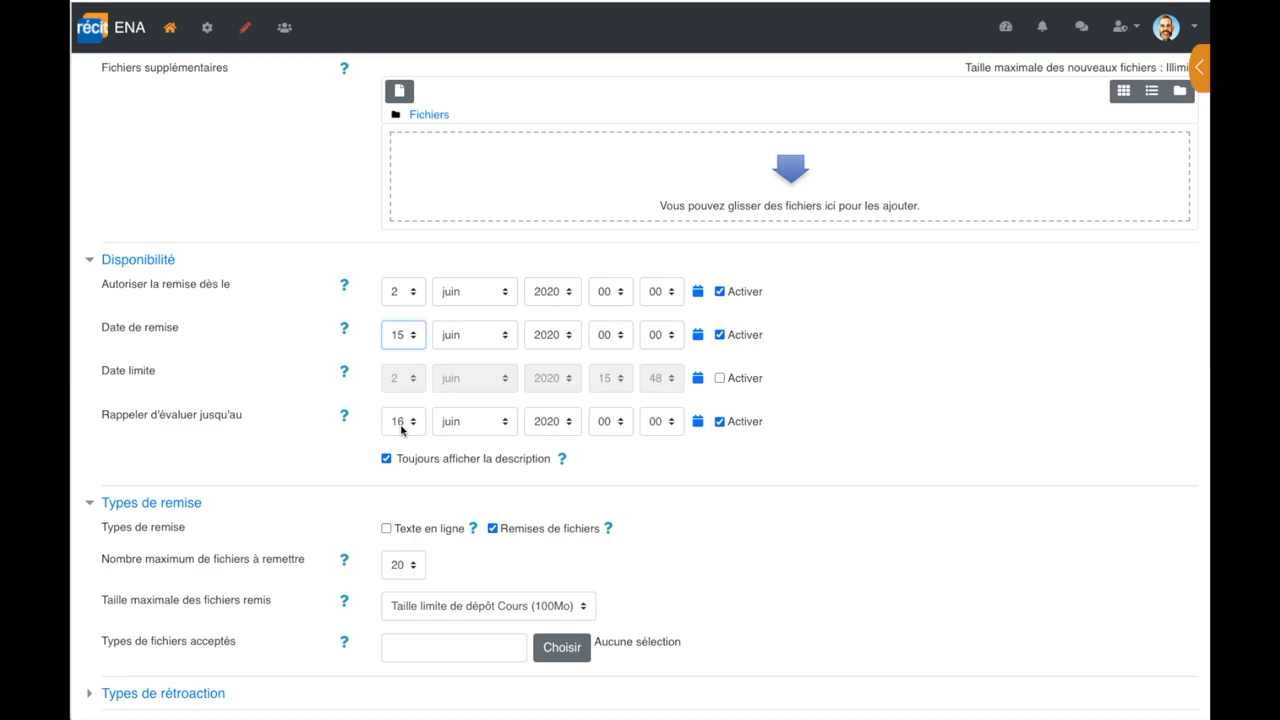 récit ENA
Fichiers supplémentaires ? Taille maximale des nouveaux fichiers : Illimi
Fichiers
Vous pouvez glisser des fichiers ici pour les ajouter.
Disponibilité
Autoriser la remise dès le ? 2 juin 2020 00 00 Activer
Date de remise ? 15 juin 2020 00 00 Activer
Date limite ? 2 juin 2020 15 48 Activer
Rappeler d'évaluer jusqu'au ? 16 juin 2020 00 00 Activer
Toujours afficher la description ?
Types de remise
Types de remise Texte en ligne ? Remises de fichiers ?
Nombre maximum de fichiers à remettre ? 20
Taille maximale des fichiers remis ? Taille limite de dépôt Cours (100Mo)
Types de fichiers acceptés ? Choisir Aucune sélection
Types de rétroaction